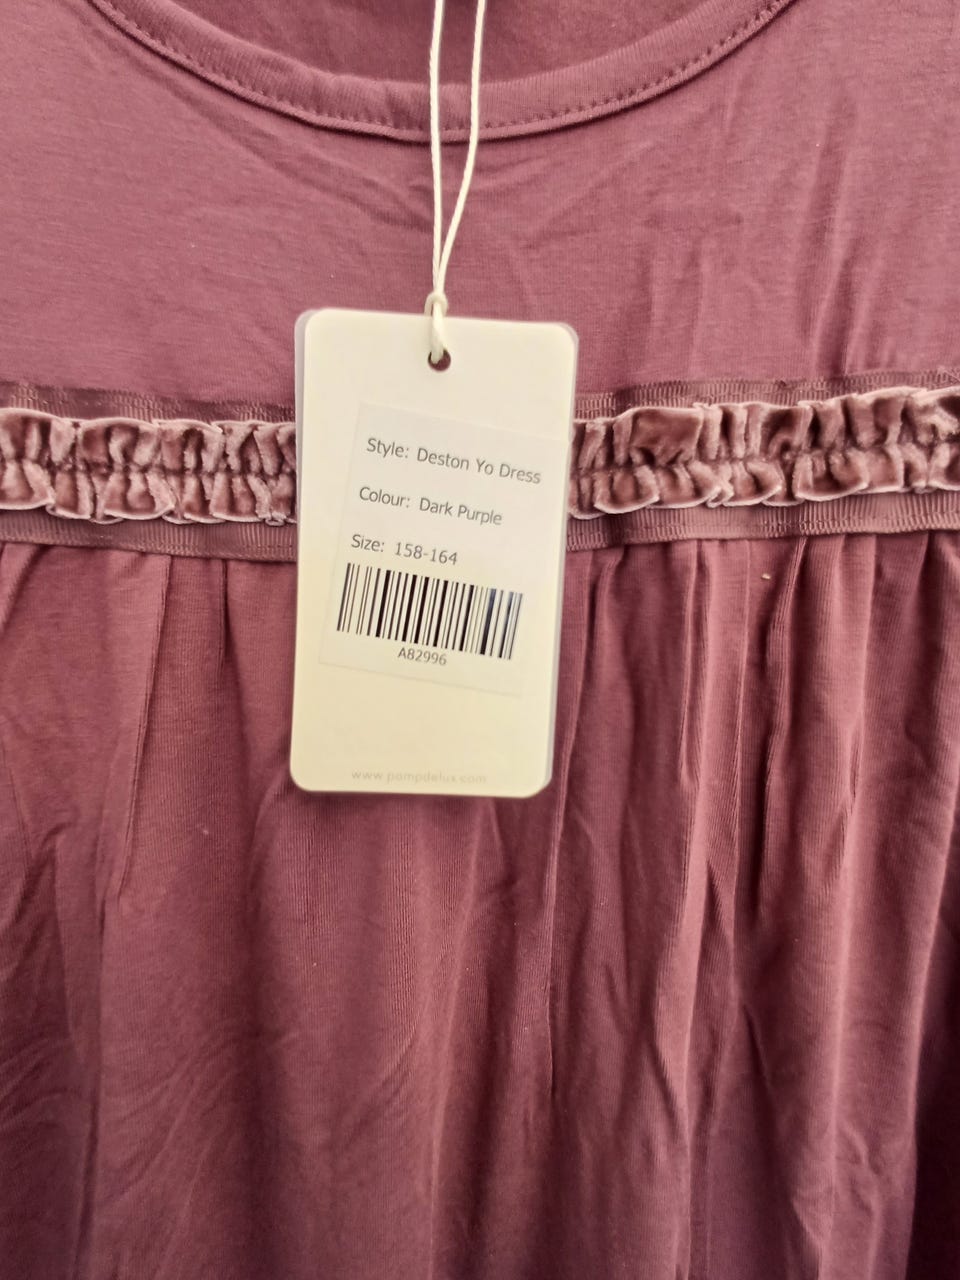 Style: Deston Yo Dress
Colour: Dark Purple
Size: 158-164
A82996
www.pompdelux.com